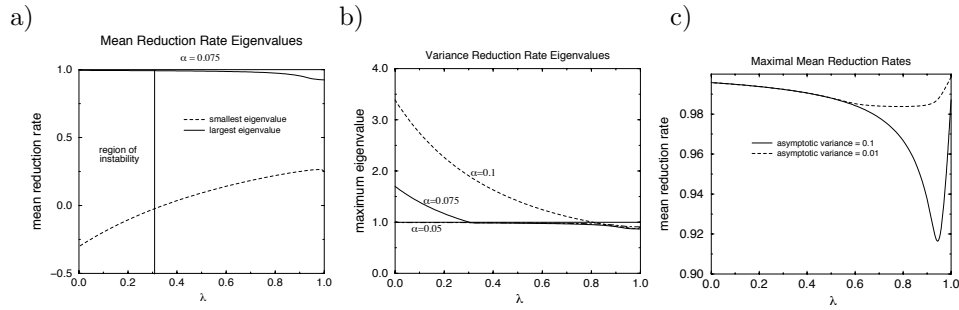 a)
Mean Reduction Rate Eigenvalues
α = 0.075
mean reduction rate
1.0
0.5
0.0
−0.5
region of
instability
smallest eigenvalue
largest eigenvalue
0.0 0.2 0.4 0.6 0.8 1.0
λ
b)
Variance Reduction Rate Eigenvalues
maximum eigenvalue
4.0
3.0
2.0
1.0
0.0
α=0.1
α=0.075
α=0.05
0.0 0.2 0.4 0.6 0.8 1.0
λ
c)
Maximal Mean Reduction Rates
mean reduction rate
0.98
0.96
0.94
0.92
0.90
asymptotic variance = 0.1
asymptotic variance = 0.01
0.0 0.2 0.4 0.6 0.8 1.0
λ